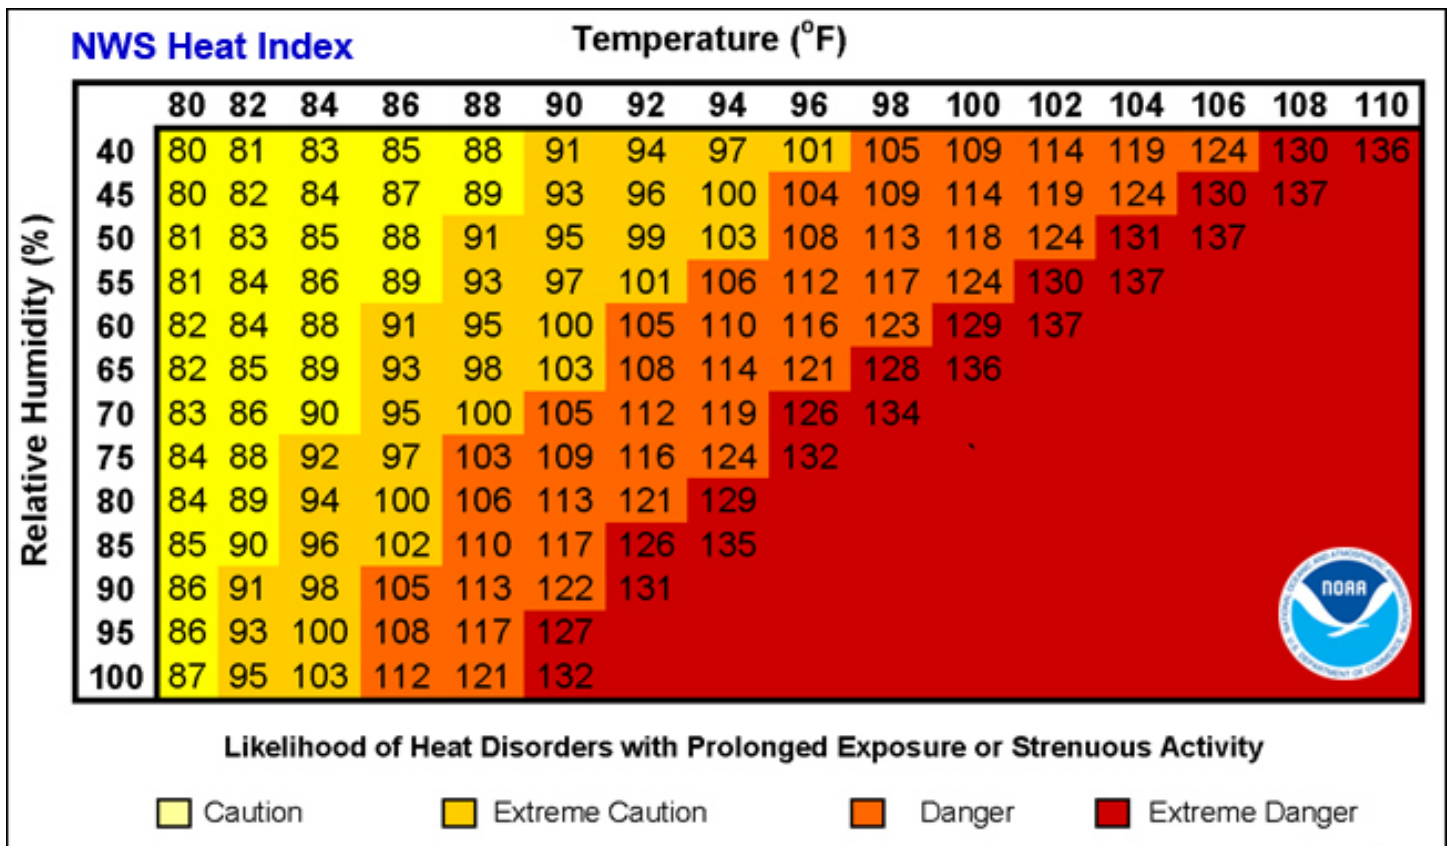 NWS Heat Index
Temperature (°F)
80 82 84 86 88 90 92 94 96 98 100 102 104 106 108 110
Relative Humidity (%)
40 80 81 83 85 88 91 94 97 101 105 109 114 119 124 130 136
45 80 82 84 87 89 93 96 100 104 109 114 119 124 130 137
50 81 83 85 88 91 95 99 103 108 113 118 124 131 137
55 81 84 86 89 93 97 101 106 112 117 124 130 137
60 82 84 88 91 95 100 105 110 116 123 129 137
65 82 85 89 93 98 103 108 114 121 128 136
70 83 86 90 95 100 105 112 119 126 134
75 84 88 92 97 103 109 116 124 132
80 84 89 94 100 106 113 121 129
85 85 90 96 102 110 117 126 135
90 86 91 98 105 113 122 131
95 86 93 100 108 117 127
100 87 95 103 112 121 132
NATIONAL OCEANIC AND ATMOSPHERIC ADMINISTRATION
NOAA
U.S. DEPARTMENT OF COMMERCE
Likelihood of Heat Disorders with Prolonged Exposure or Strenuous Activity
Caution Extreme Caution Danger Extreme Danger